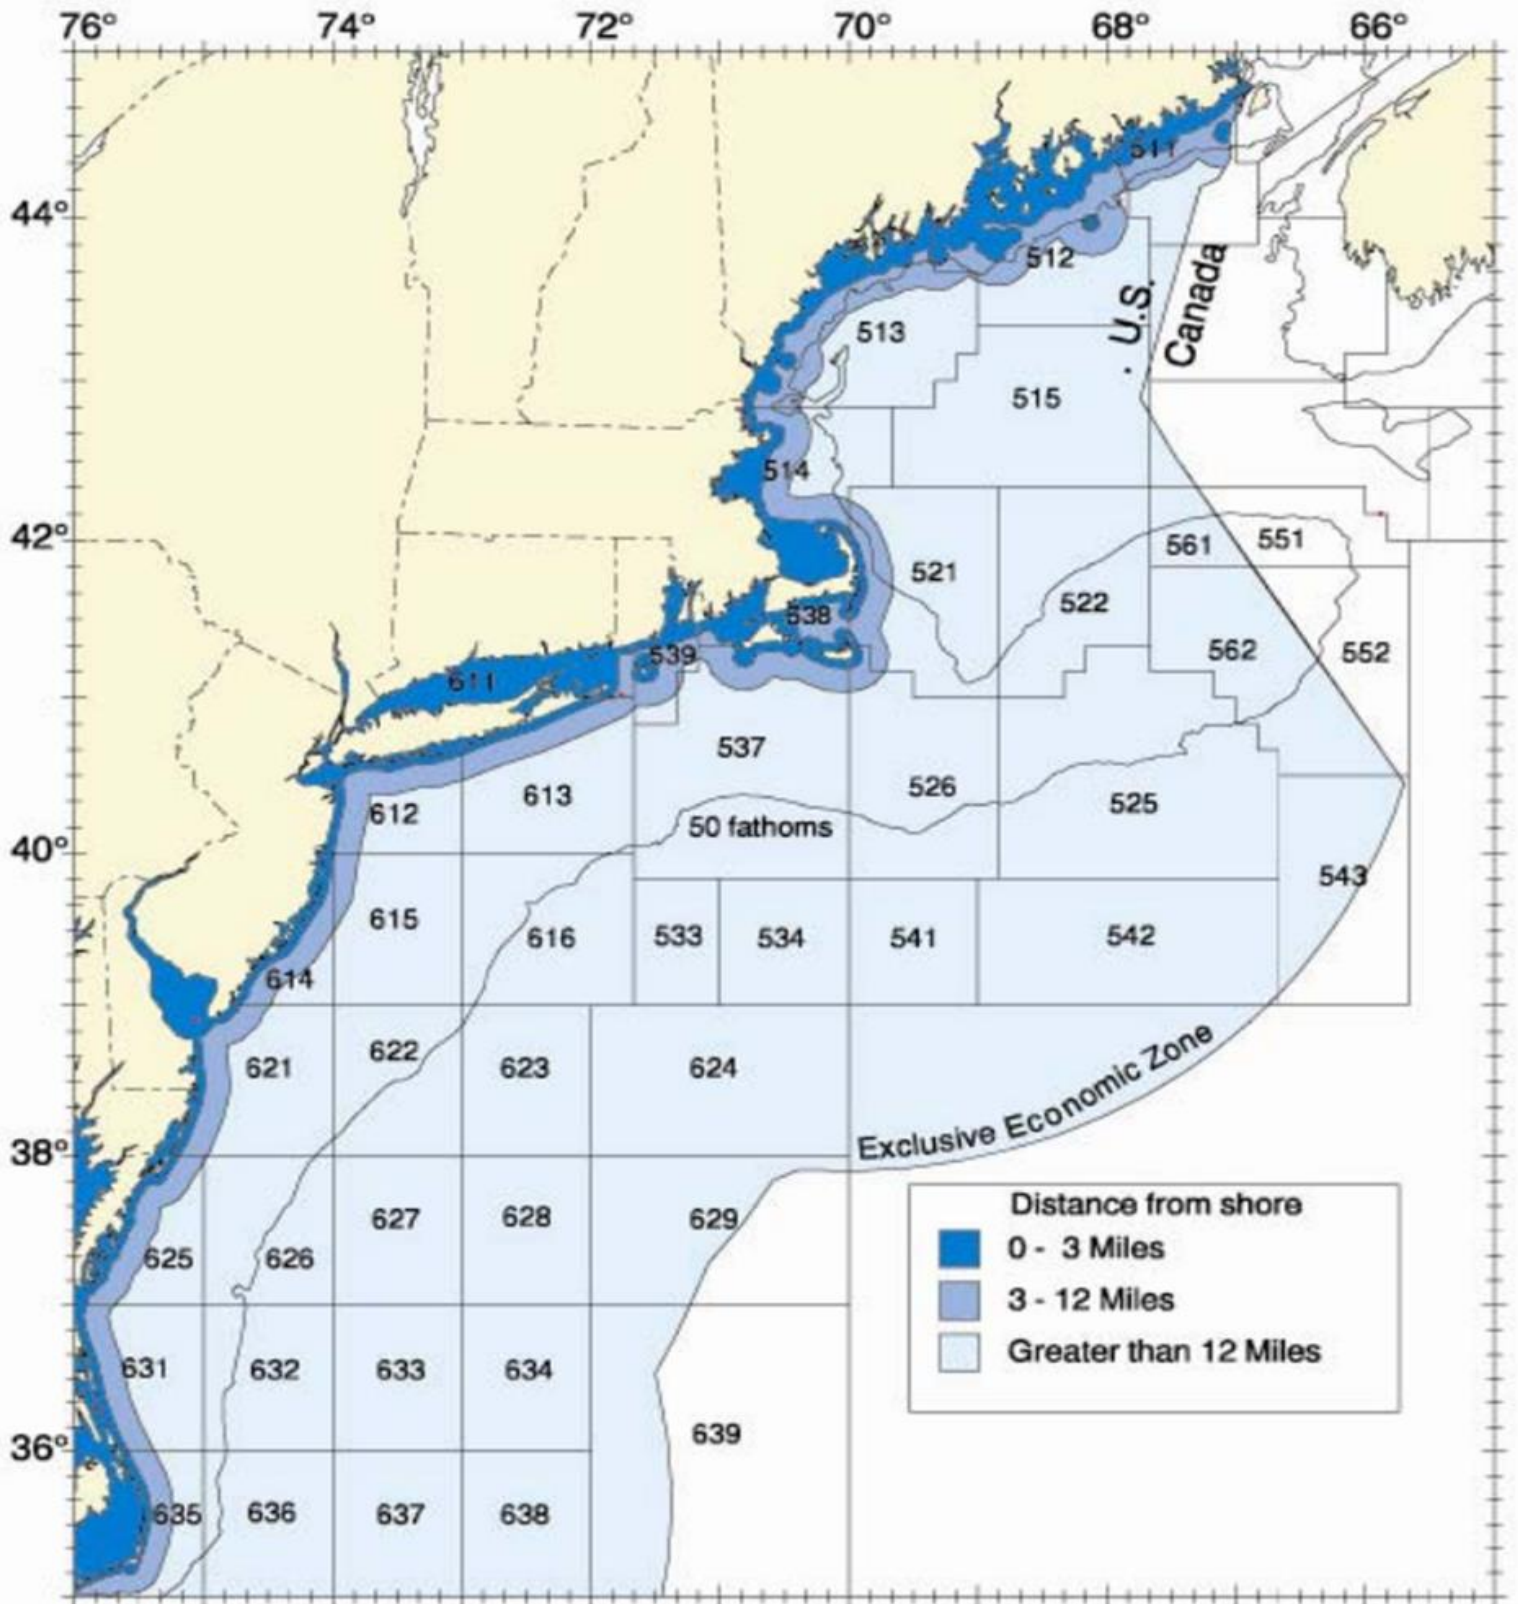 76° 74° 72° 70° 68° 66°
511
44°
512
U.S.
Canada
513
515
514
42°
561 551
521
522
538
562 552
539
611
537
526
613
525
612
50 fathoms
40°
543
615
616 533 534 541 542
614
622
621 623 624
Exclusive Economic Zone
38°
Distance from shore
627 628 629
0 - 3 Miles
625 626
3 - 12 Miles
Greater than 12 Miles
631 632 633 634
639
36°
635 636 637 638